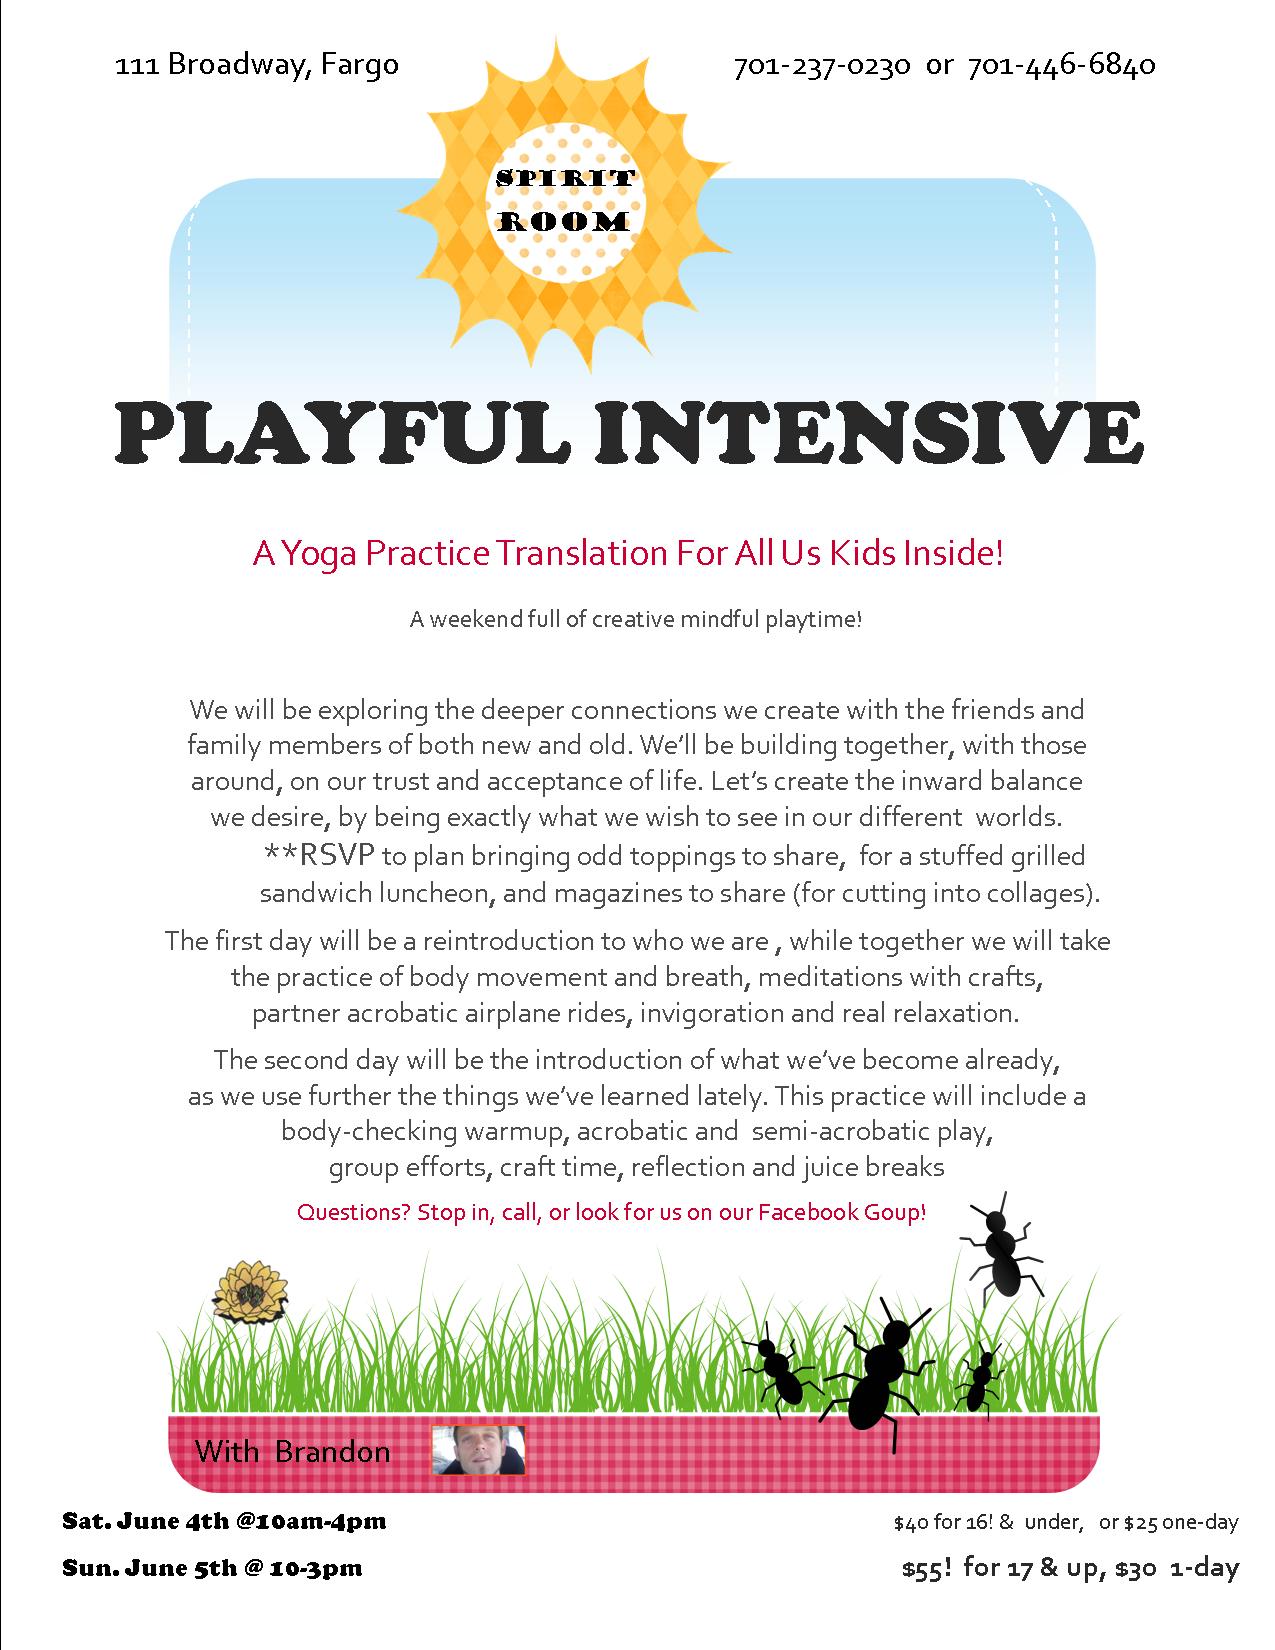 111 Broadway, Fargo
701-237-0230 or 701-446-6840
SPIRIT
ROOM
PLAYFUL INTENSIVE
A Yoga Practice Translation For All Us Kids Inside!
A weekend full of creative mindful playtime!
We will be exploring the deeper connections we create with the friends and
family members of both new and old. We’ll be building together, with those
around, on our trust and acceptance of life. Let’s create the inward balance
we desire, by being exactly what we wish to see in our different worlds.
**RSVP to plan bringing odd toppings to share, for a stuffed grilled
sandwich luncheon, and magazines to share (for cutting into collages).
The first day will be a reintroduction to who we are , while together we will take
the practice of body movement and breath, meditations with crafts,
partner acrobatic airplane rides, invigoration and real relaxation.
The second day will be the introduction of what we’ve become already,
as we use further the things we’ve learned lately. This practice will include a
body-checking warmup, acrobatic and semi-acrobatic play,
group efforts, craft time, reflection and juice breaks
Questions? Stop in, call, or look for us on our Facebook Goup!
With Brandon
Sat. June 4th @10am-4pm
$40 for 16! & under, or $25 one-day
Sun. June 5th @ 10-3pm
$55! for 17 & up, $30 1-day